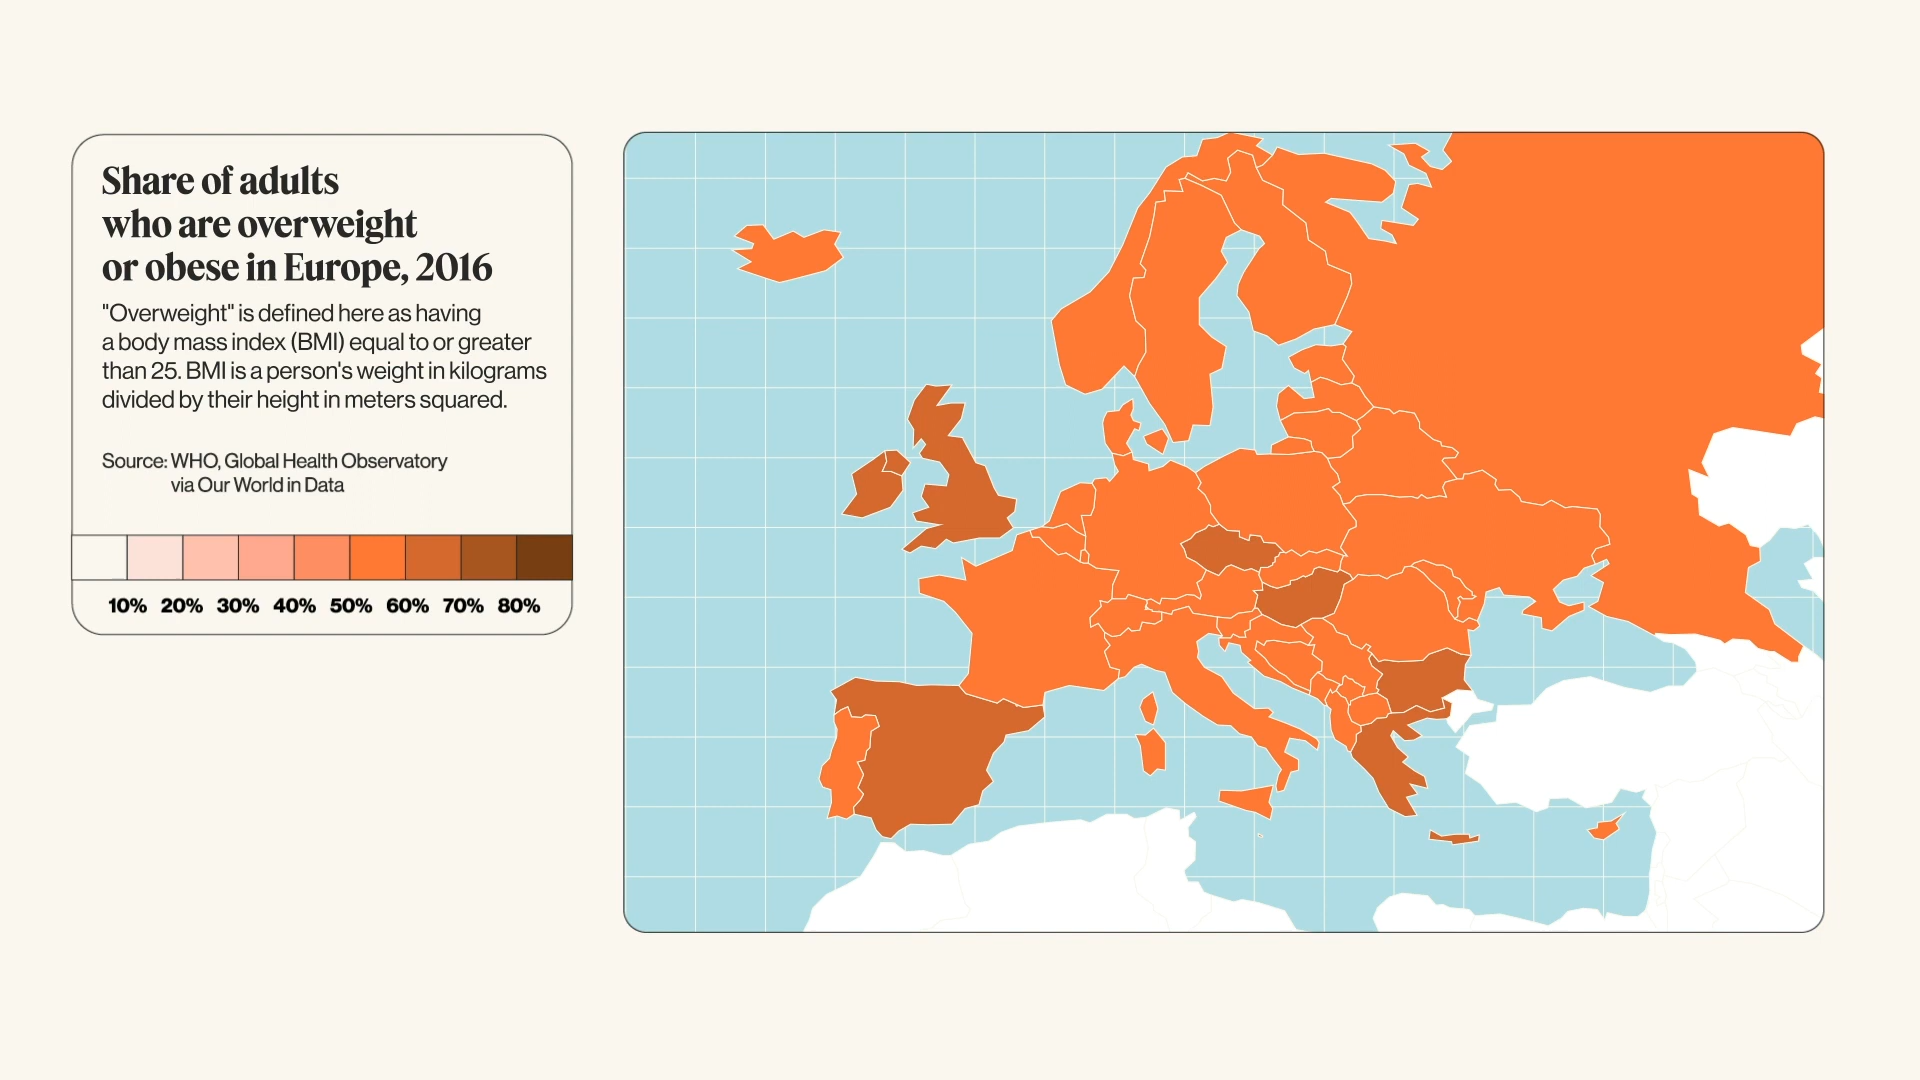 Share of adults
who are overweight
or obese in Europe, 2016
"Overweight" is defined here as having
a body mass index (BMI) equal to or greater
than 25. BMI is a person's weight in kilograms
divided by their height in meters squared.
Source: WHO, Global Health Observatory
via Our World in Data
10% 20% 30% 40% 50% 60% 70% 80%